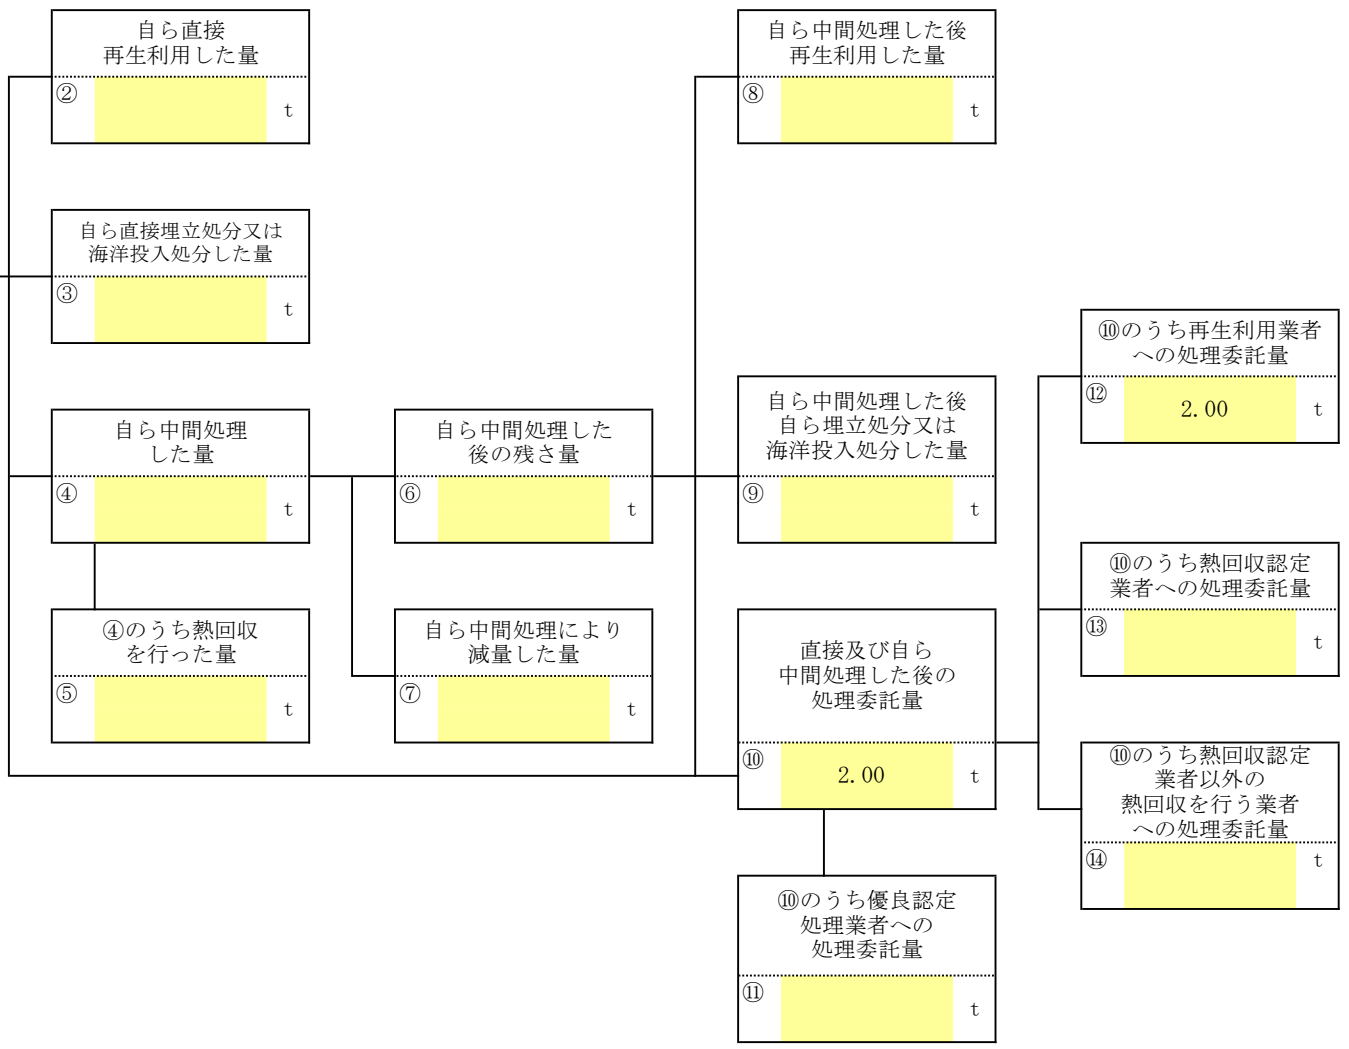 自ら直接
再生利用した量
②
t
自ら中間処理した後
再生利用した量
⑧
t
自ら直接埋立処分又は
海洋投入処分した量
③
t
⑩のうち再生利用業者
への処理委託量
⑫
2.00
t
自ら中間処理
した量
④
t
自ら中間処理した
後の残さ量
⑥
t
自ら中間処理した後
自ら埋立処分又は
海洋投入処分した量
⑨
t
⑩のうち熱回収認定
業者への処理委託量
⑬
t
④のうち熱回収
を行った量
⑤
t
自ら中間処理により
減量した量
⑦
t
直接及び自ら
中間処理した後の
処理委託量
⑩
2.00
t
⑩のうち熱回収認定
業者以外の
熱回収を行う業者
への処理委託量
⑭
t
⑩のうち優良認定
処理業者への
処理委託量
⑪
t